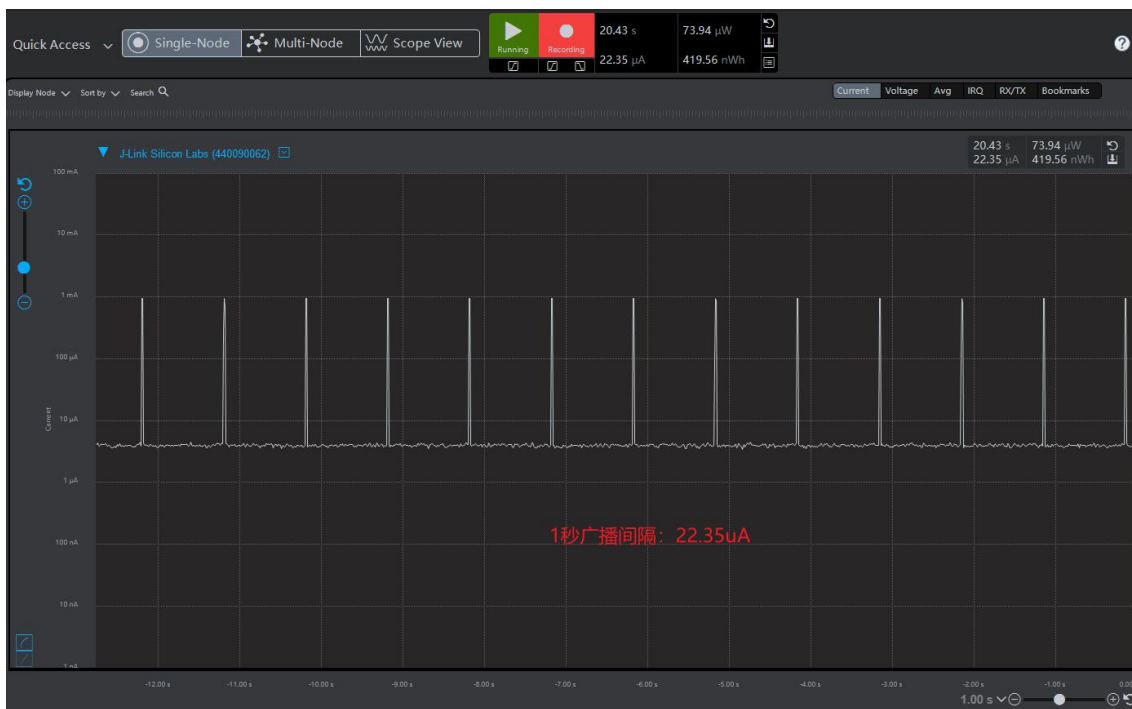 Quick Access Single-Node Multi-Node Scope View
Running Recording
20.43 s 73.94 μW
22.35 μA 419.56 nWh
Display Node Sort by Search
Current Voltage Avg IRQ RX/TX Bookmarks
J-Link Silicon Labs (440090062)
20.43 s 73.94 μW
22.35 μA 419.56 nWh
100 mA
10 mA
1 mA
100 μA
10 μA
1 μA
100 nA
10 nA
1 nA
Current
1秒广播间隔：22.35uA
-12.00 s -11.00 s -10.00 s -9.00 s -8.00 s -7.00 s -6.00 s -5.00 s -4.00 s -3.00 s -2.00 s -1.00 s 0.00
1.00 s